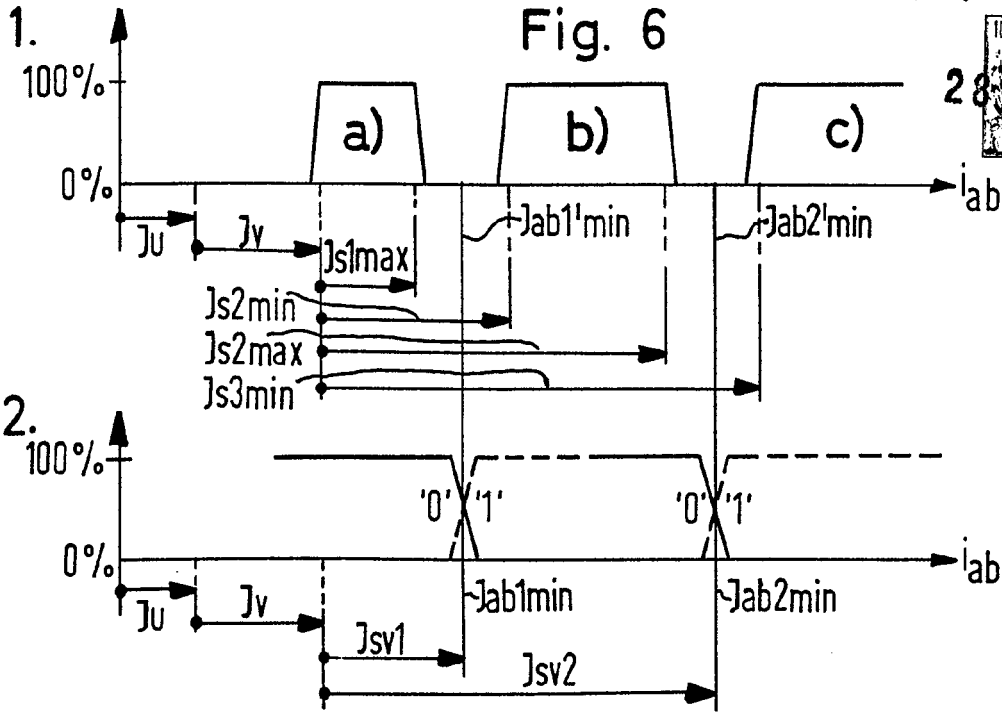 Fig. 6
1.
100%
28
a)
b)
c)
0%
iab
Ju
Jv
Jab1'min
Jab2'min
Js1max
Js2min
Js2max
Js3min
2.
100%
'0' '1'
'0' '1'
0%
iab
Ju
Jv
Jab1min
Jab2min
Jsv1
Jsv2